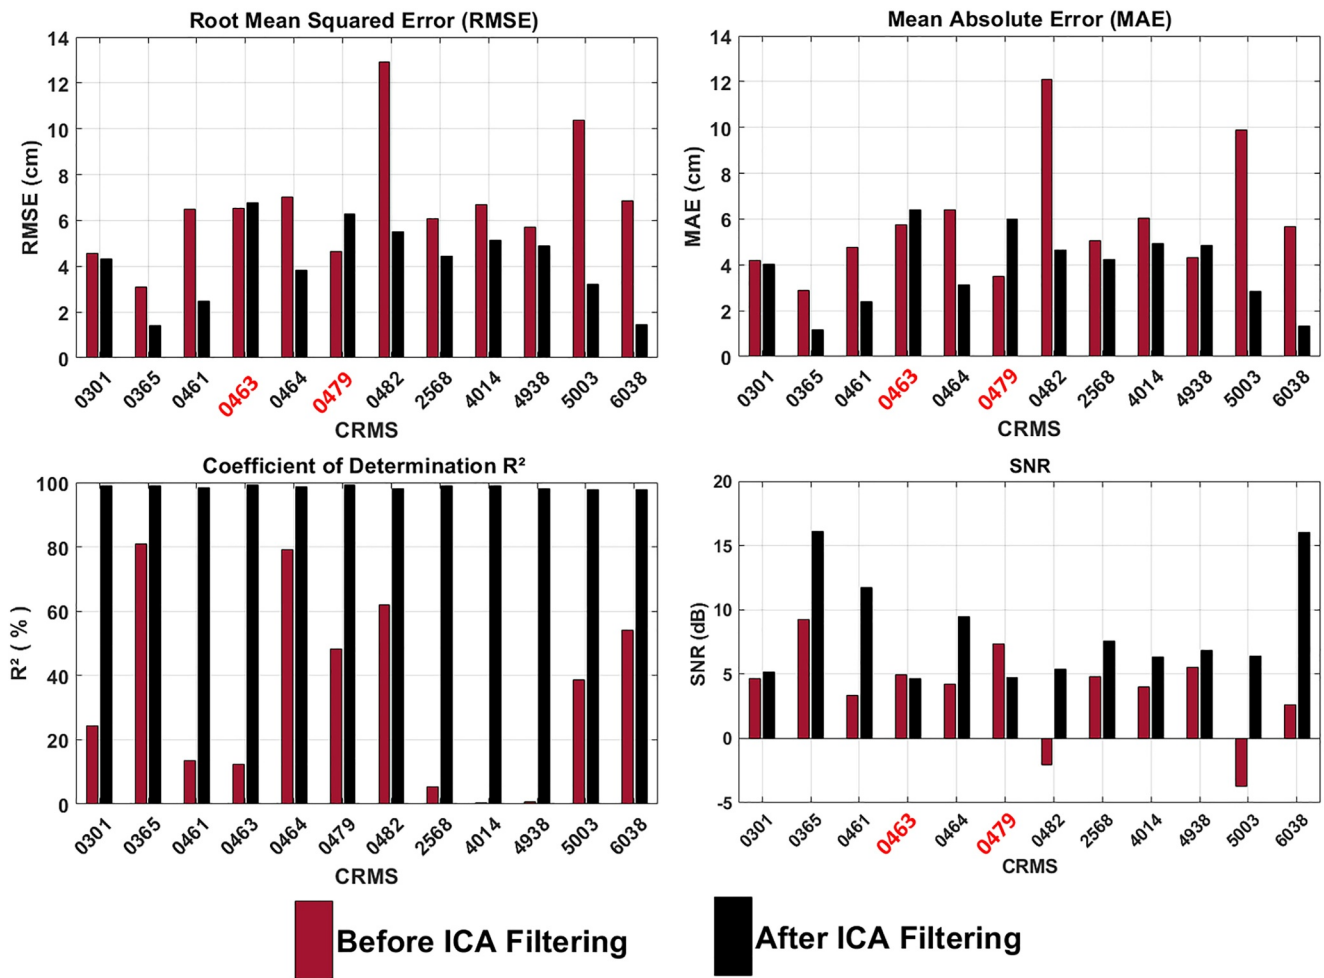 Root Mean Squared Error (RMSE)
14
12
10
8
6
4
2
0
RMSE (cm)
0301 0365 0461 0463 0464 0479 0482 2568 4014 4938 5003 6038
CRMS
Mean Absolute Error (MAE)
14
12
10
8
6
4
2
0
MAE (cm)
0301 0365 0461 0463 0464 0479 0482 2568 4014 4938 5003 6038
CRMS
Coefficient of Determination R²
100
80
60
40
20
0
R² ( % )
0301 0365 0461 0463 0464 0479 0482 2568 4014 4938 5003 6038
CRMS
SNR
20
15
10
5
0
-5
SNR (dB)
0301 0365 0461 0463 0464 0479 0482 2568 4014 4938 5003 6038
CRMS
Before ICA Filtering
After ICA Filtering